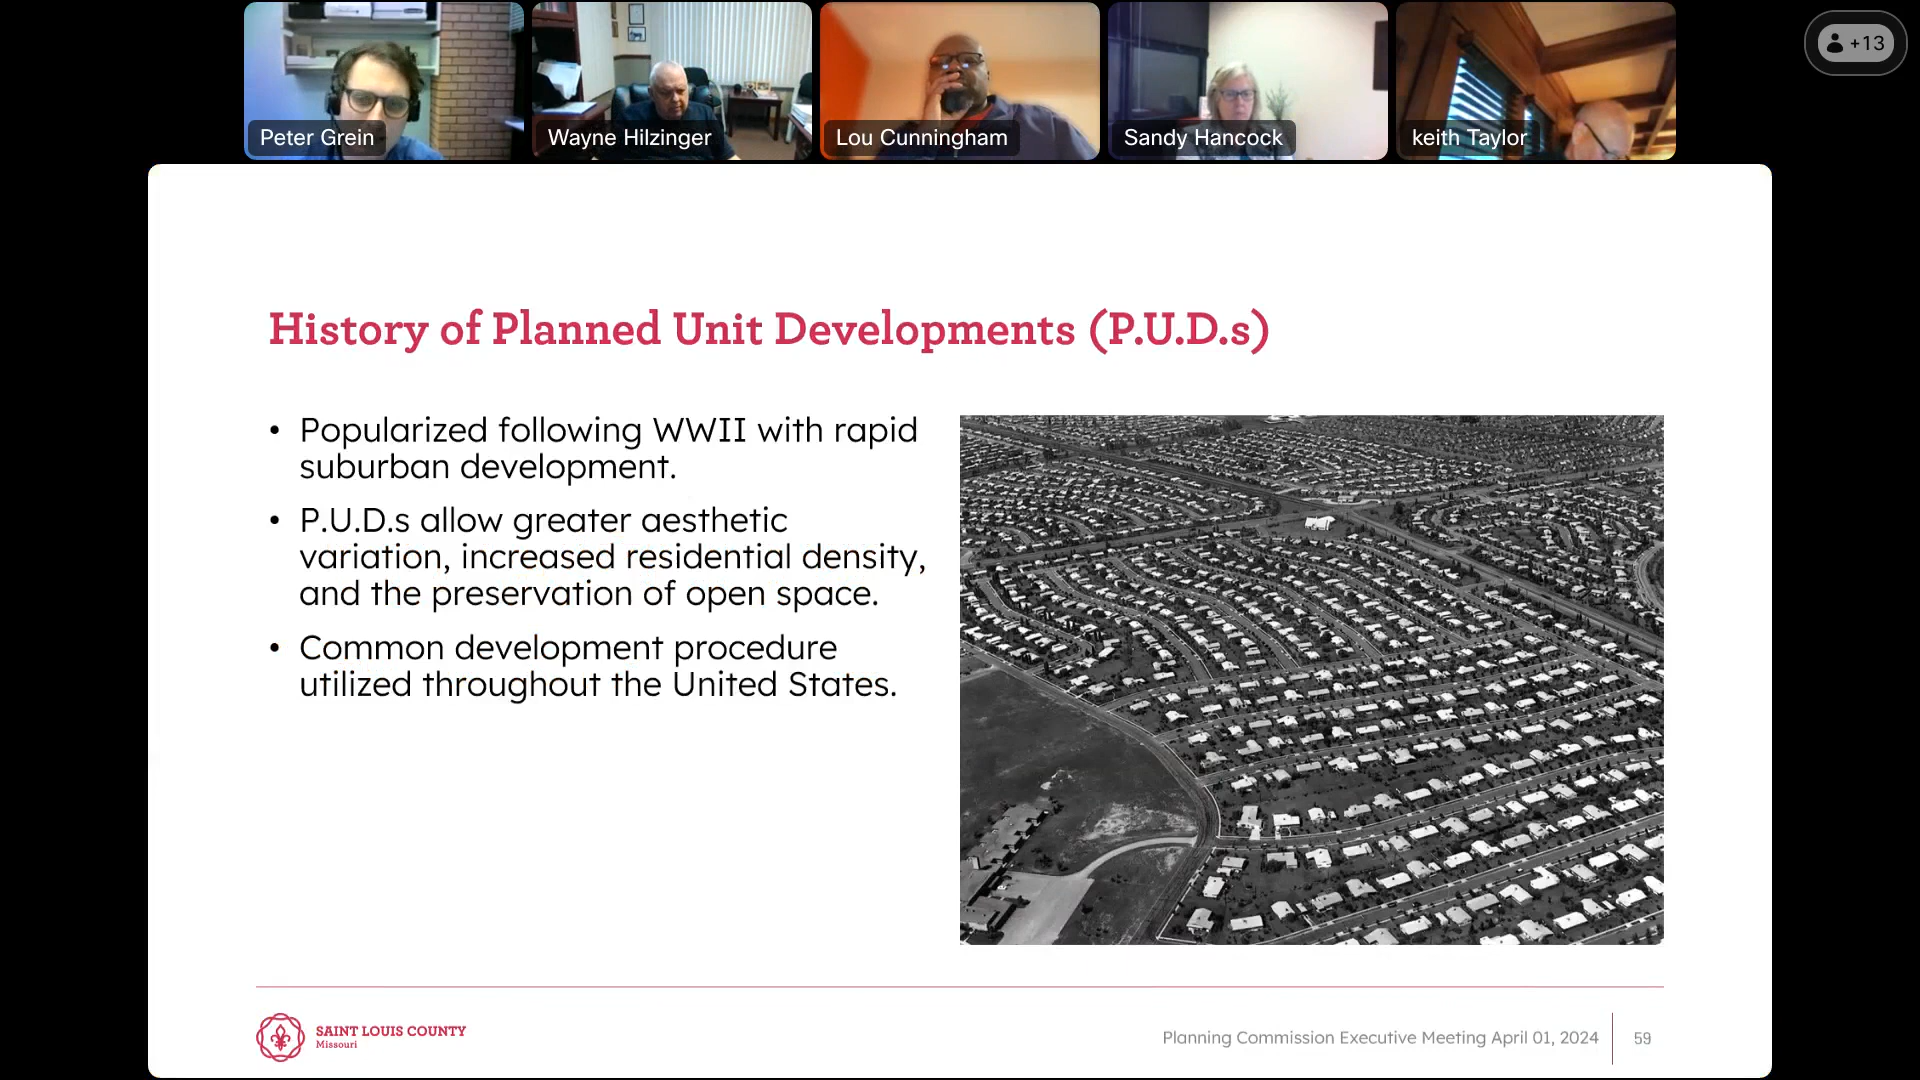 Peter Grein
Wayne Hilzinger
Lou Cunningham
Sandy Hancock
keith Taylor
+13
History of Planned Unit Developments (P.U.D.s)
• Popularized following WWII with rapid
suburban development.
• P.U.D.s allow greater aesthetic
variation, increased residential density,
and the preservation of open space.
• Common development procedure
utilized throughout the United States.
SAINT LOUIS COUNTY
Missouri
Planning Commission Executive Meeting April 01, 2024
59